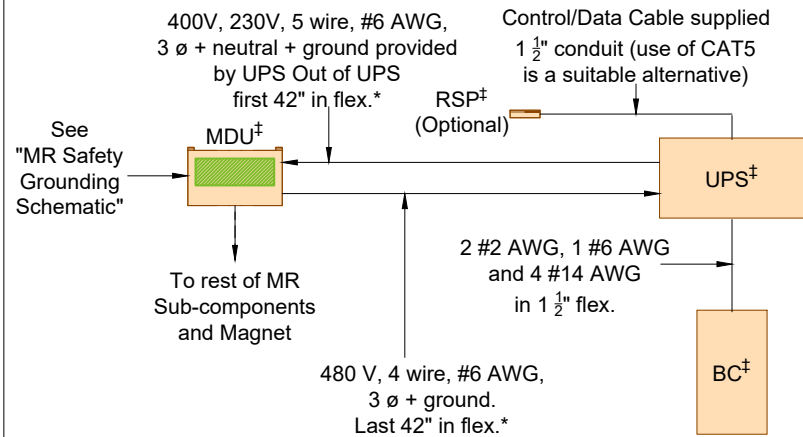 400V, 230V, 5 wire, #6 AWG,
3 ø + neutral + ground provided
by UPS Out of UPS
first 42" in flex.*
Control/Data Cable supplied
1 1/2" conduit (use of CAT5
is a suitable alternative)
RSP‡
(Optional)
See
"MR Safety
Grounding
Schematic"
MDU‡
UPS‡
2 #2 AWG, 1 #6 AWG
and 4 #14 AWG
in 1 1/2" flex.
To rest of MR
Sub-components
and Magnet
480 V, 4 wire, #6 AWG,
3 ø + ground.
Last 42" in flex.*
BC‡